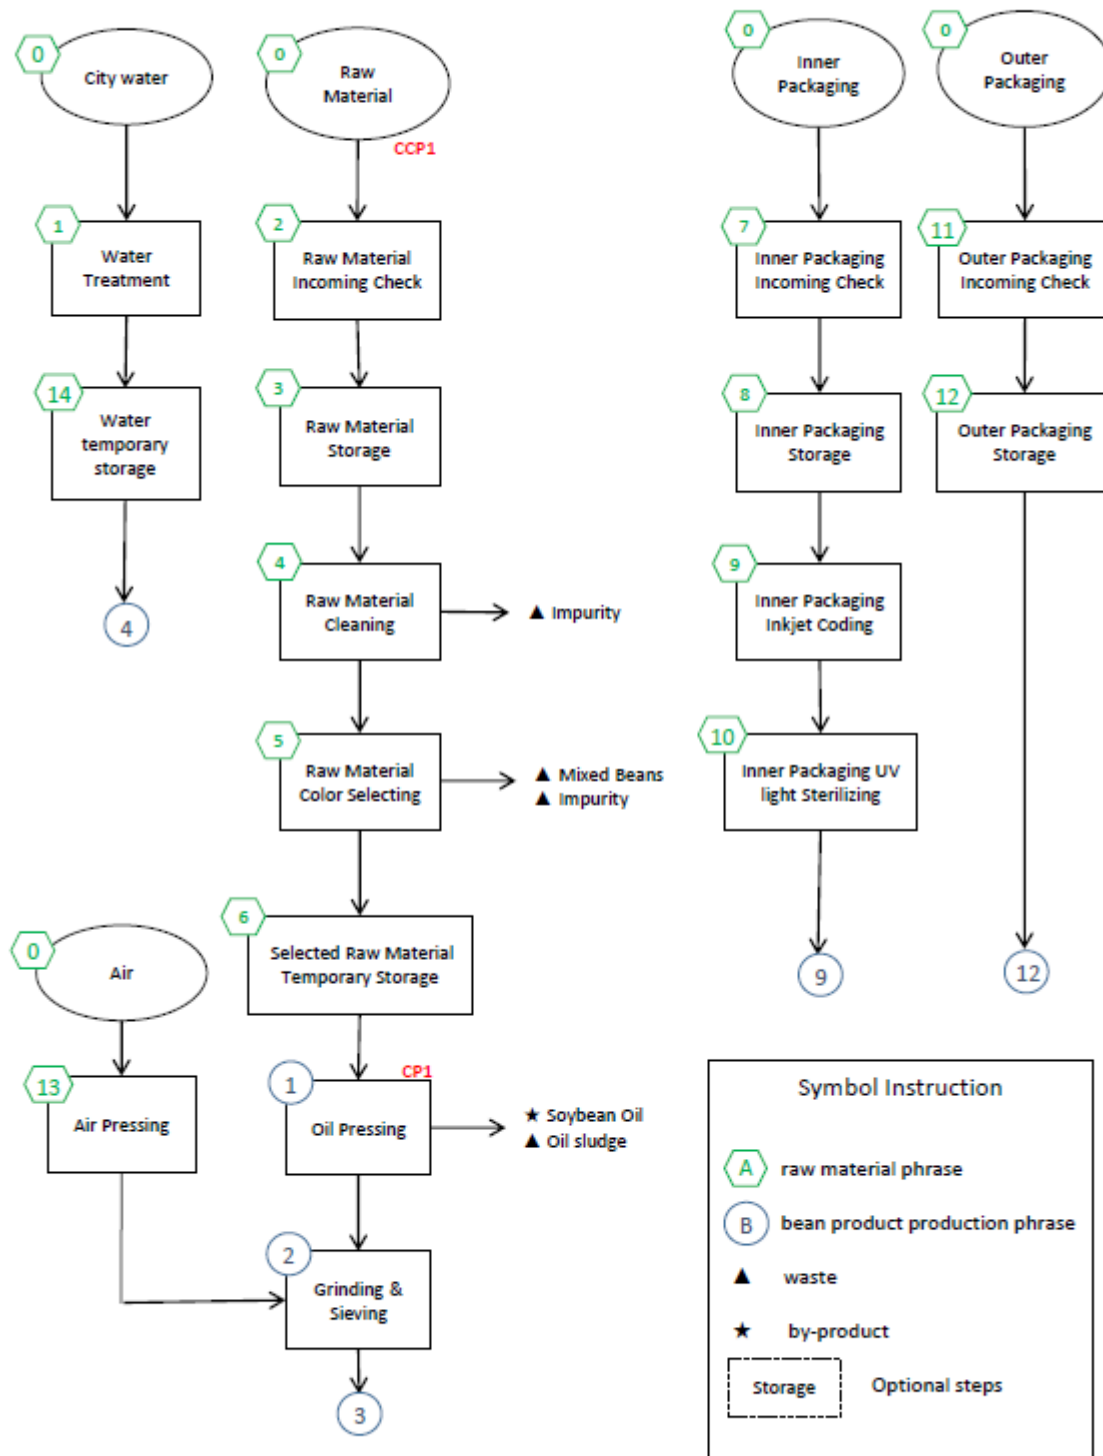 0
City water
0
Raw
Material
CCP1
0
Inner
Packaging
0
Outer
Packaging
1
Water
Treatment
2
Raw Material
Incoming Check
7
Inner Packaging
Incoming Check
11
Outer Packaging
Incoming Check
14
Water
temporary
storage
3
Raw Material
Storage
8
Inner Packaging
Storage
12
Outer Packaging
Storage
4
4
Raw Material
Cleaning
▲ Impurity
9
Inner Packaging
Inkjet Coding
5
Raw Material
Color Selecting
▲ Mixed Beans
▲ Impurity
10
Inner Packaging UV
light Sterilizing
6
Selected Raw Material
Temporary Storage
9
12
0
Air
13
Air Pressing
1
CP1
Oil Pressing
★ Soybean Oil
▲ Oil sludge
2
Grinding &
Sieving
3
Symbol Instruction
A raw material phrase
B bean product production phrase
▲ waste
★ by-product
Storage Optional steps